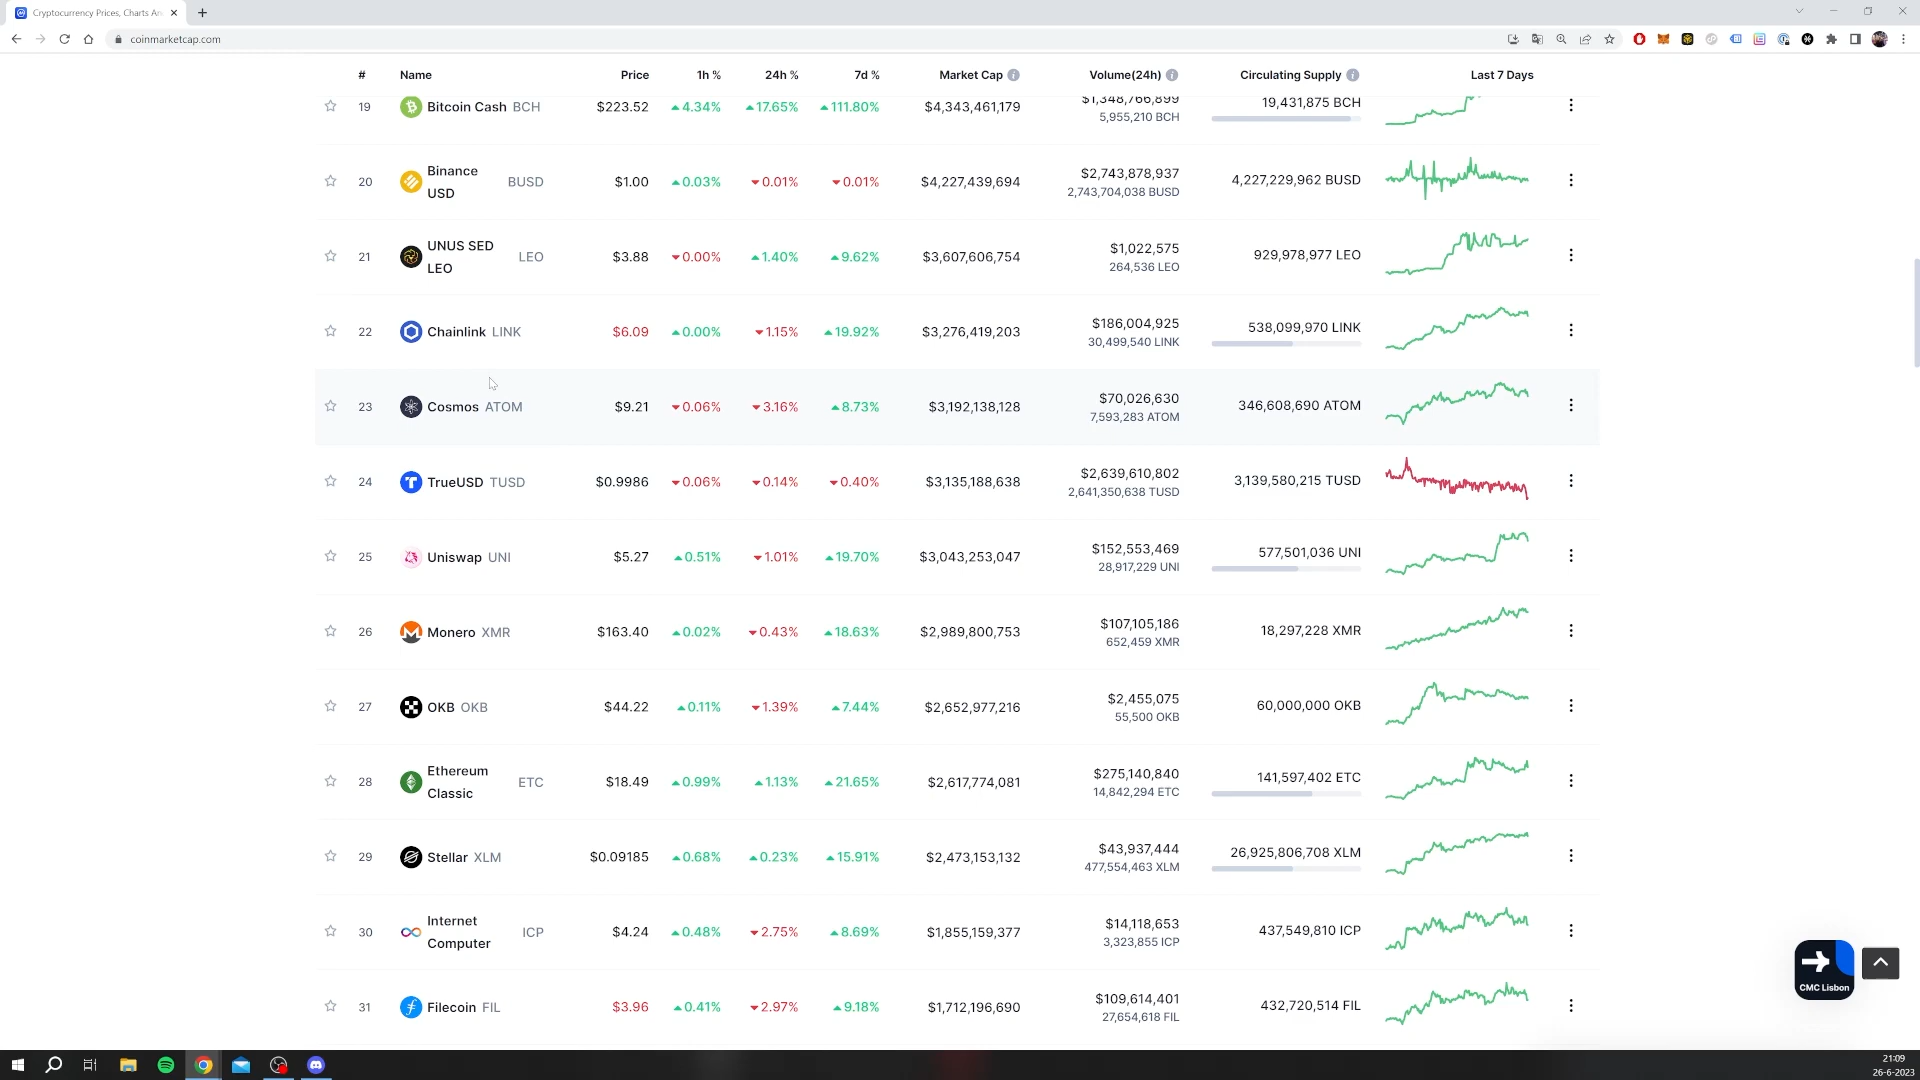 Cryptocurrency Prices, Charts An
coinmarketcap.com
# Name Price 1h % 24h % 7d % Market Cap Volume(24h) Circulating Supply Last 7 Days
19 Bitcoin Cash BCH $223.52 4.34% 17.65% 111.80% $4,343,461,179 $1,348,766,899 19,431,875 BCH
5,955,210 BCH
20 Binance USD BUSD $1.00 0.03% 0.01% 0.01% $4,227,439,694 $2,743,878,937 4,227,229,962 BUSD
2,743,704,038 BUSD
21 UNUS SED LEO LEO $3.88 0.00% 1.40% 9.62% $3,607,606,754 $1,022,575 929,978,977 LEO
264,536 LEO
22 Chainlink LINK $6.09 0.00% 1.15% 19.92% $3,276,419,203 $186,004,925 538,099,970 LINK
30,499,540 LINK
23 Cosmos ATOM $9.21 0.06% 3.16% 8.73% $3,192,138,128 $70,026,630 346,608,690 ATOM
7,593,283 ATOM
24 TrueUSD TUSD $0.9986 0.06% 0.14% 0.40% $3,135,188,638 $2,639,610,802 3,139,580,215 TUSD
2,641,350,638 TUSD
25 Uniswap UNI $5.27 0.51% 1.01% 19.70% $3,043,253,047 $152,553,469 577,501,036 UNI
28,917,229 UNI
26 Monero XMR $163.40 0.02% 0.43% 18.63% $2,989,800,753 $107,105,186 18,297,228 XMR
652,459 XMR
27 OKB OKB $44.22 0.11% 1.39% 7.44% $2,652,977,216 $2,455,075 60,000,000 OKB
55,500 OKB
28 Ethereum Classic ETC $18.49 0.99% 1.13% 21.65% $2,617,774,081 $275,140,840 141,597,402 ETC
14,842,294 ETC
29 Stellar XLM $0.09185 0.68% 0.23% 15.91% $2,473,153,132 $43,937,444 26,925,806,708 XLM
477,554,463 XLM
30 Internet Computer ICP $4.24 0.48% 2.75% 8.69% $1,855,159,377 $14,118,653 437,549,810 ICP
3,323,855 ICP
31 Filecoin FIL $3.96 0.41% 2.97% 9.18% $1,712,196,690 $109,614,401 432,720,514 FIL
27,654,618 FIL
CMC Lisbon
21:09
26-6-2023